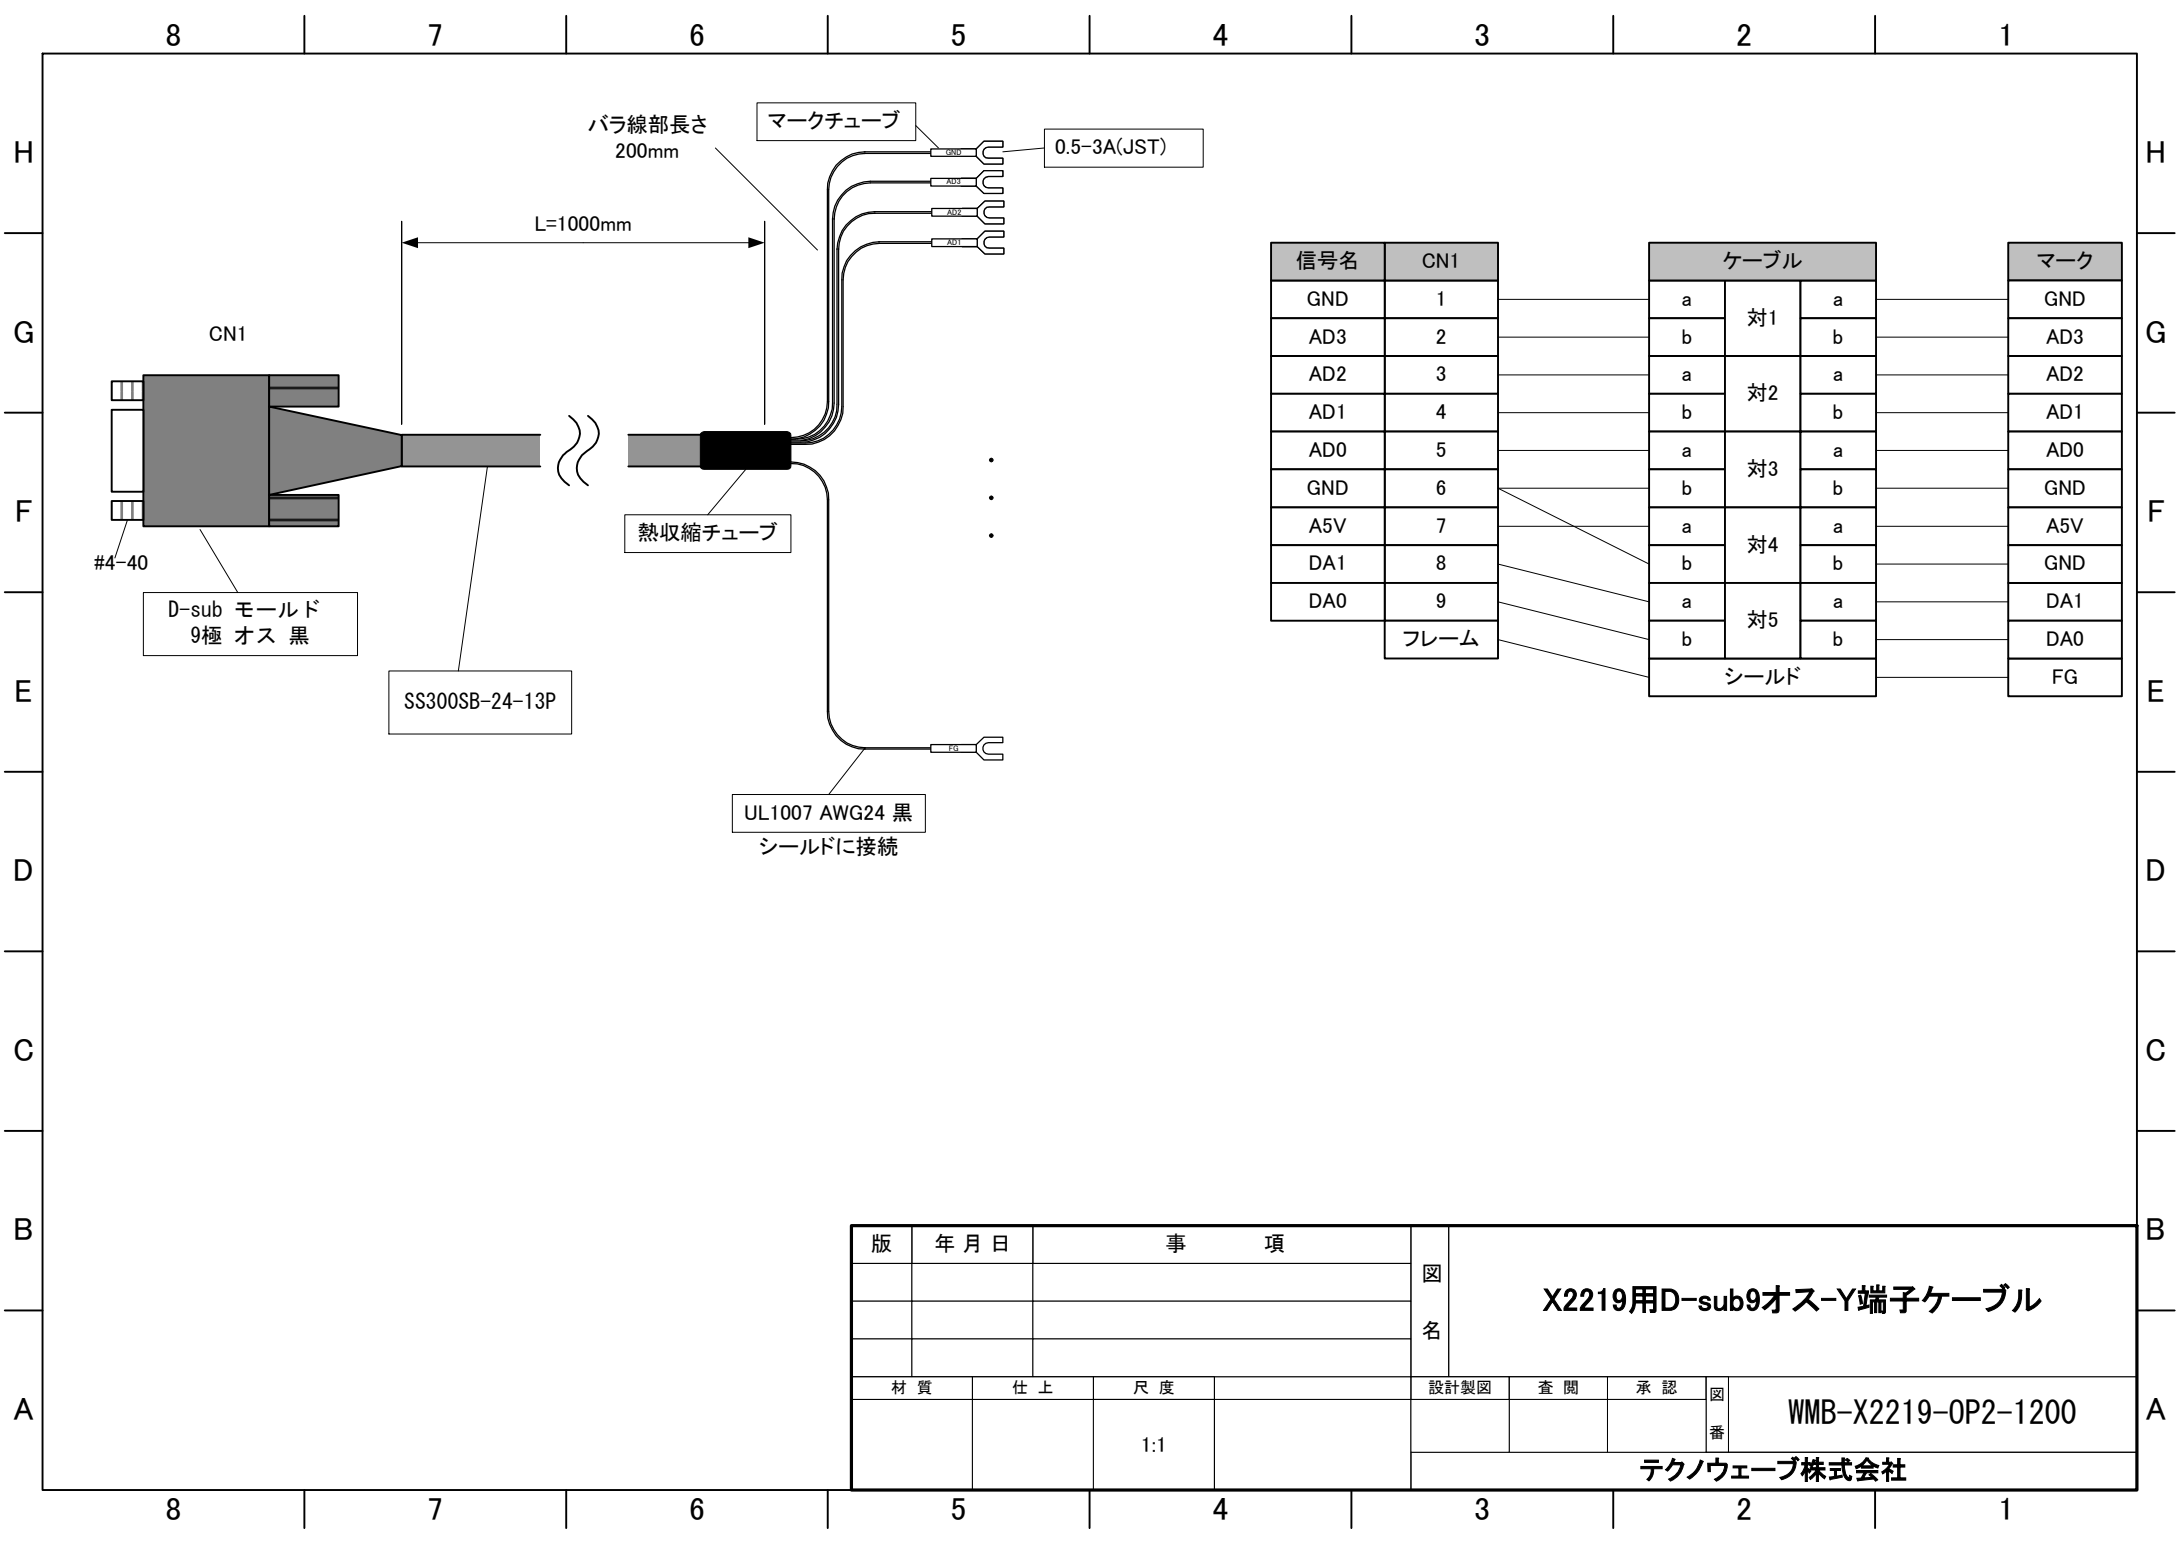 8 7 6 5 4 3 2 1
H
G
F
E
D
C
B
A
バラ線部長さ
200mm
マークチューブ
0.5-3A(JST)
GND
AD3
AD2
AD1
L=1000mm
CN1
#4-40
D-sub モールド
9極 オス 黒
SS300SB-24-13P
熱収縮チューブ
FG
UL1007 AWG24 黒
シールドに接続
信号名 CN1 ケーブル マーク
GND 1 a 対1 a GND
AD3 2 b b AD3
AD2 3 a 対2 a AD2
AD1 4 b b AD1
AD0 5 a 対3 a AD0
GND 6 b b GND
A5V 7 a 対4 a A5V
DA1 8 b b GND
DA0 9 a 対5 a DA1
フレーム b b DA0
シールド FG
H
G
F
E
D
C
B
A
版 年月日 事項
図名
X2219用D-sub9オス-Y端子ケーブル
材質 仕上 尺度 設計製図 査閲 承認
1:1
図番
WMB-X2219-OP2-1200
テクノウェーブ株式会社
8 7 6 5 4 3 2 1